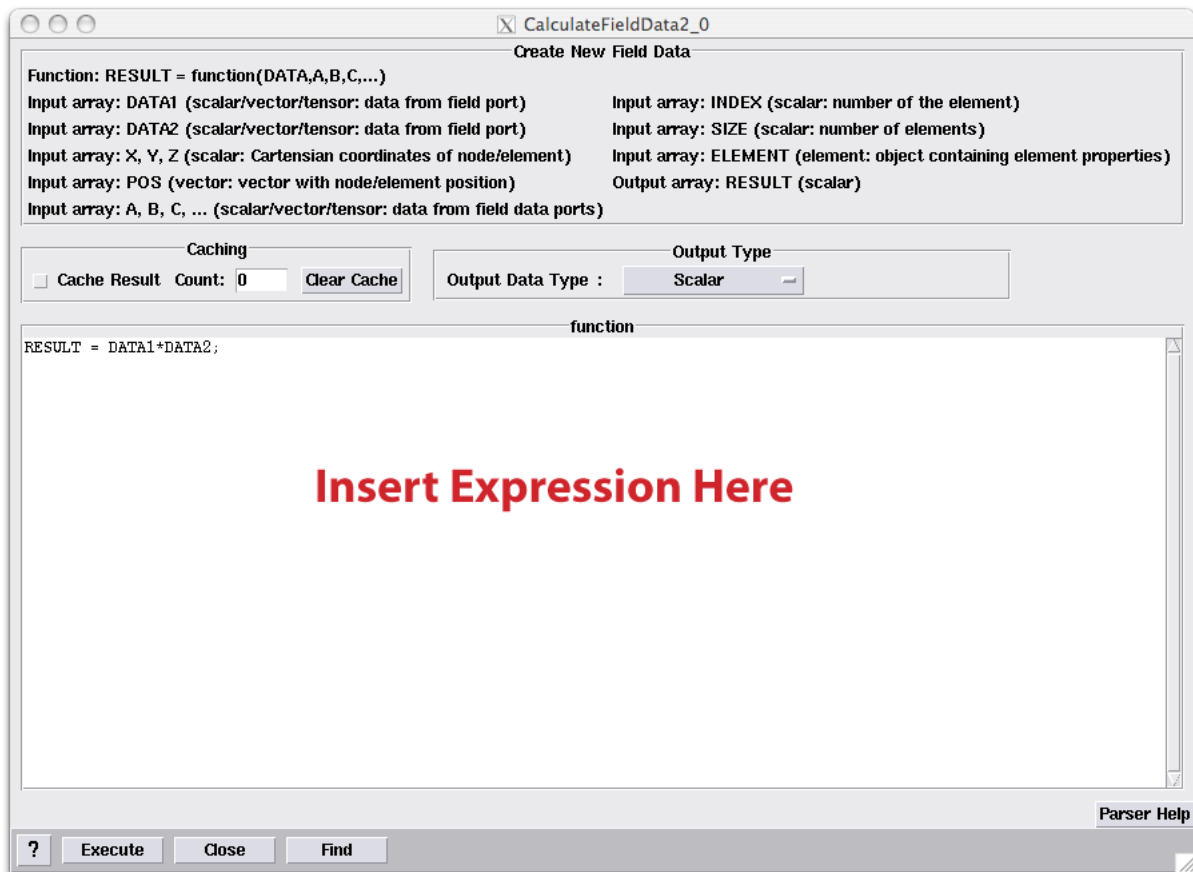 CalculateFieldData2_0
Create New Field Data
Function: RESULT = function(DATA,A,B,C,...)
Input array: DATA1 (scalar/vector/tensor: data from field port)
Input array: INDEX (scalar: number of the element)
Input array: DATA2 (scalar/vector/tensor: data from field port)
Input array: SIZE (scalar: number of elements)
Input array: X, Y, Z (scalar: Cartensian coordinates of node/element)
Input array: ELEMENT (element: object containing element properties)
Input array: POS (vector: vector with node/element position)
Output array: RESULT (scalar)
Input array: A, B, C, ... (scalar/vector/tensor: data from field data ports)
Caching
Cache Result Count: 0 Clear Cache
Output Type
Output Data Type : Scalar
function
RESULT = DATA1*DATA2;
Insert Expression Here
Parser Help
? Execute Close Find